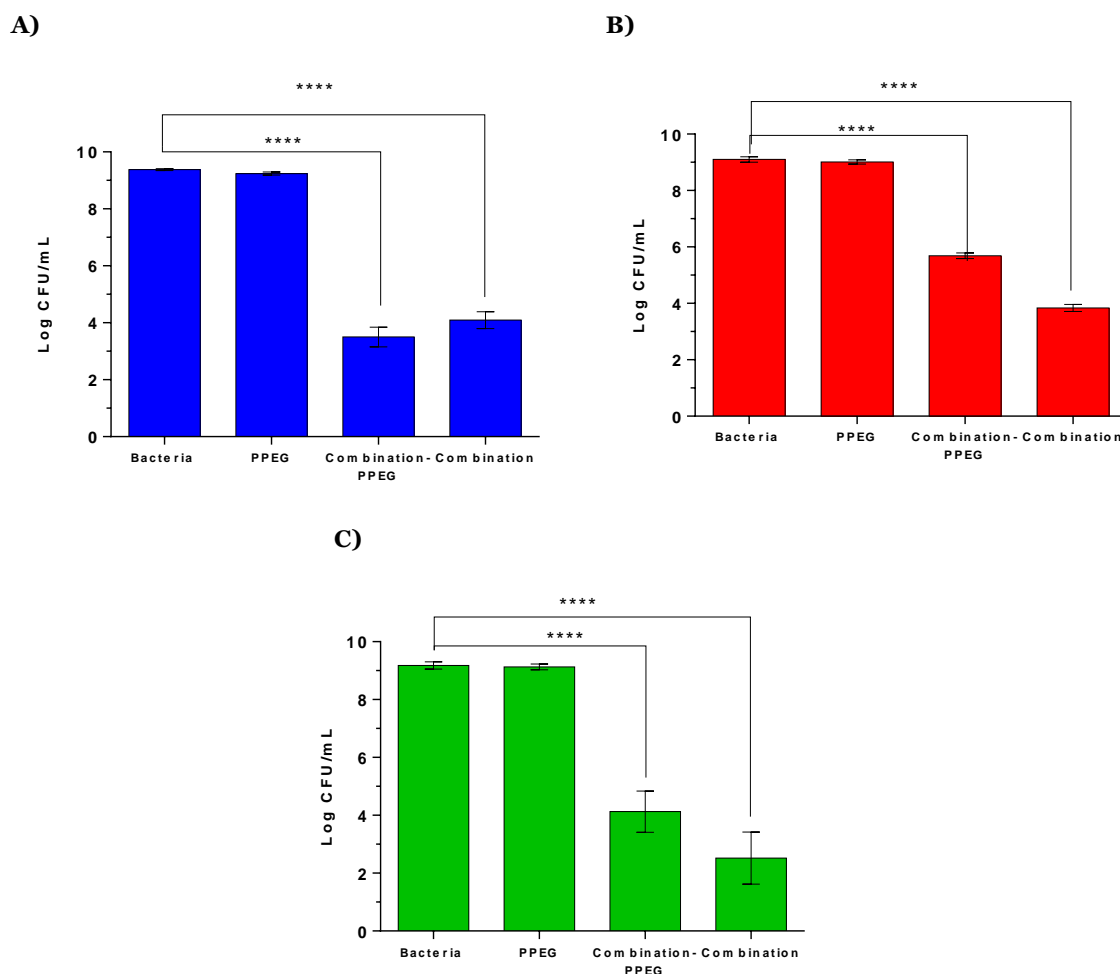 A)
****
****
10
8
6
4
2
0
Log CFU/mL
Bacteria
PPEG
Combination-
PPEG
Combination
B)
****
****
10
8
6
4
2
0
Log CFU/mL
Bacteria
PPEG
Combination-
PPEG
Combination
C)
****
****
10
8
6
4
2
0
Log CFU/mL
Bacteria
PPEG
Combination-
PPEG
Combination